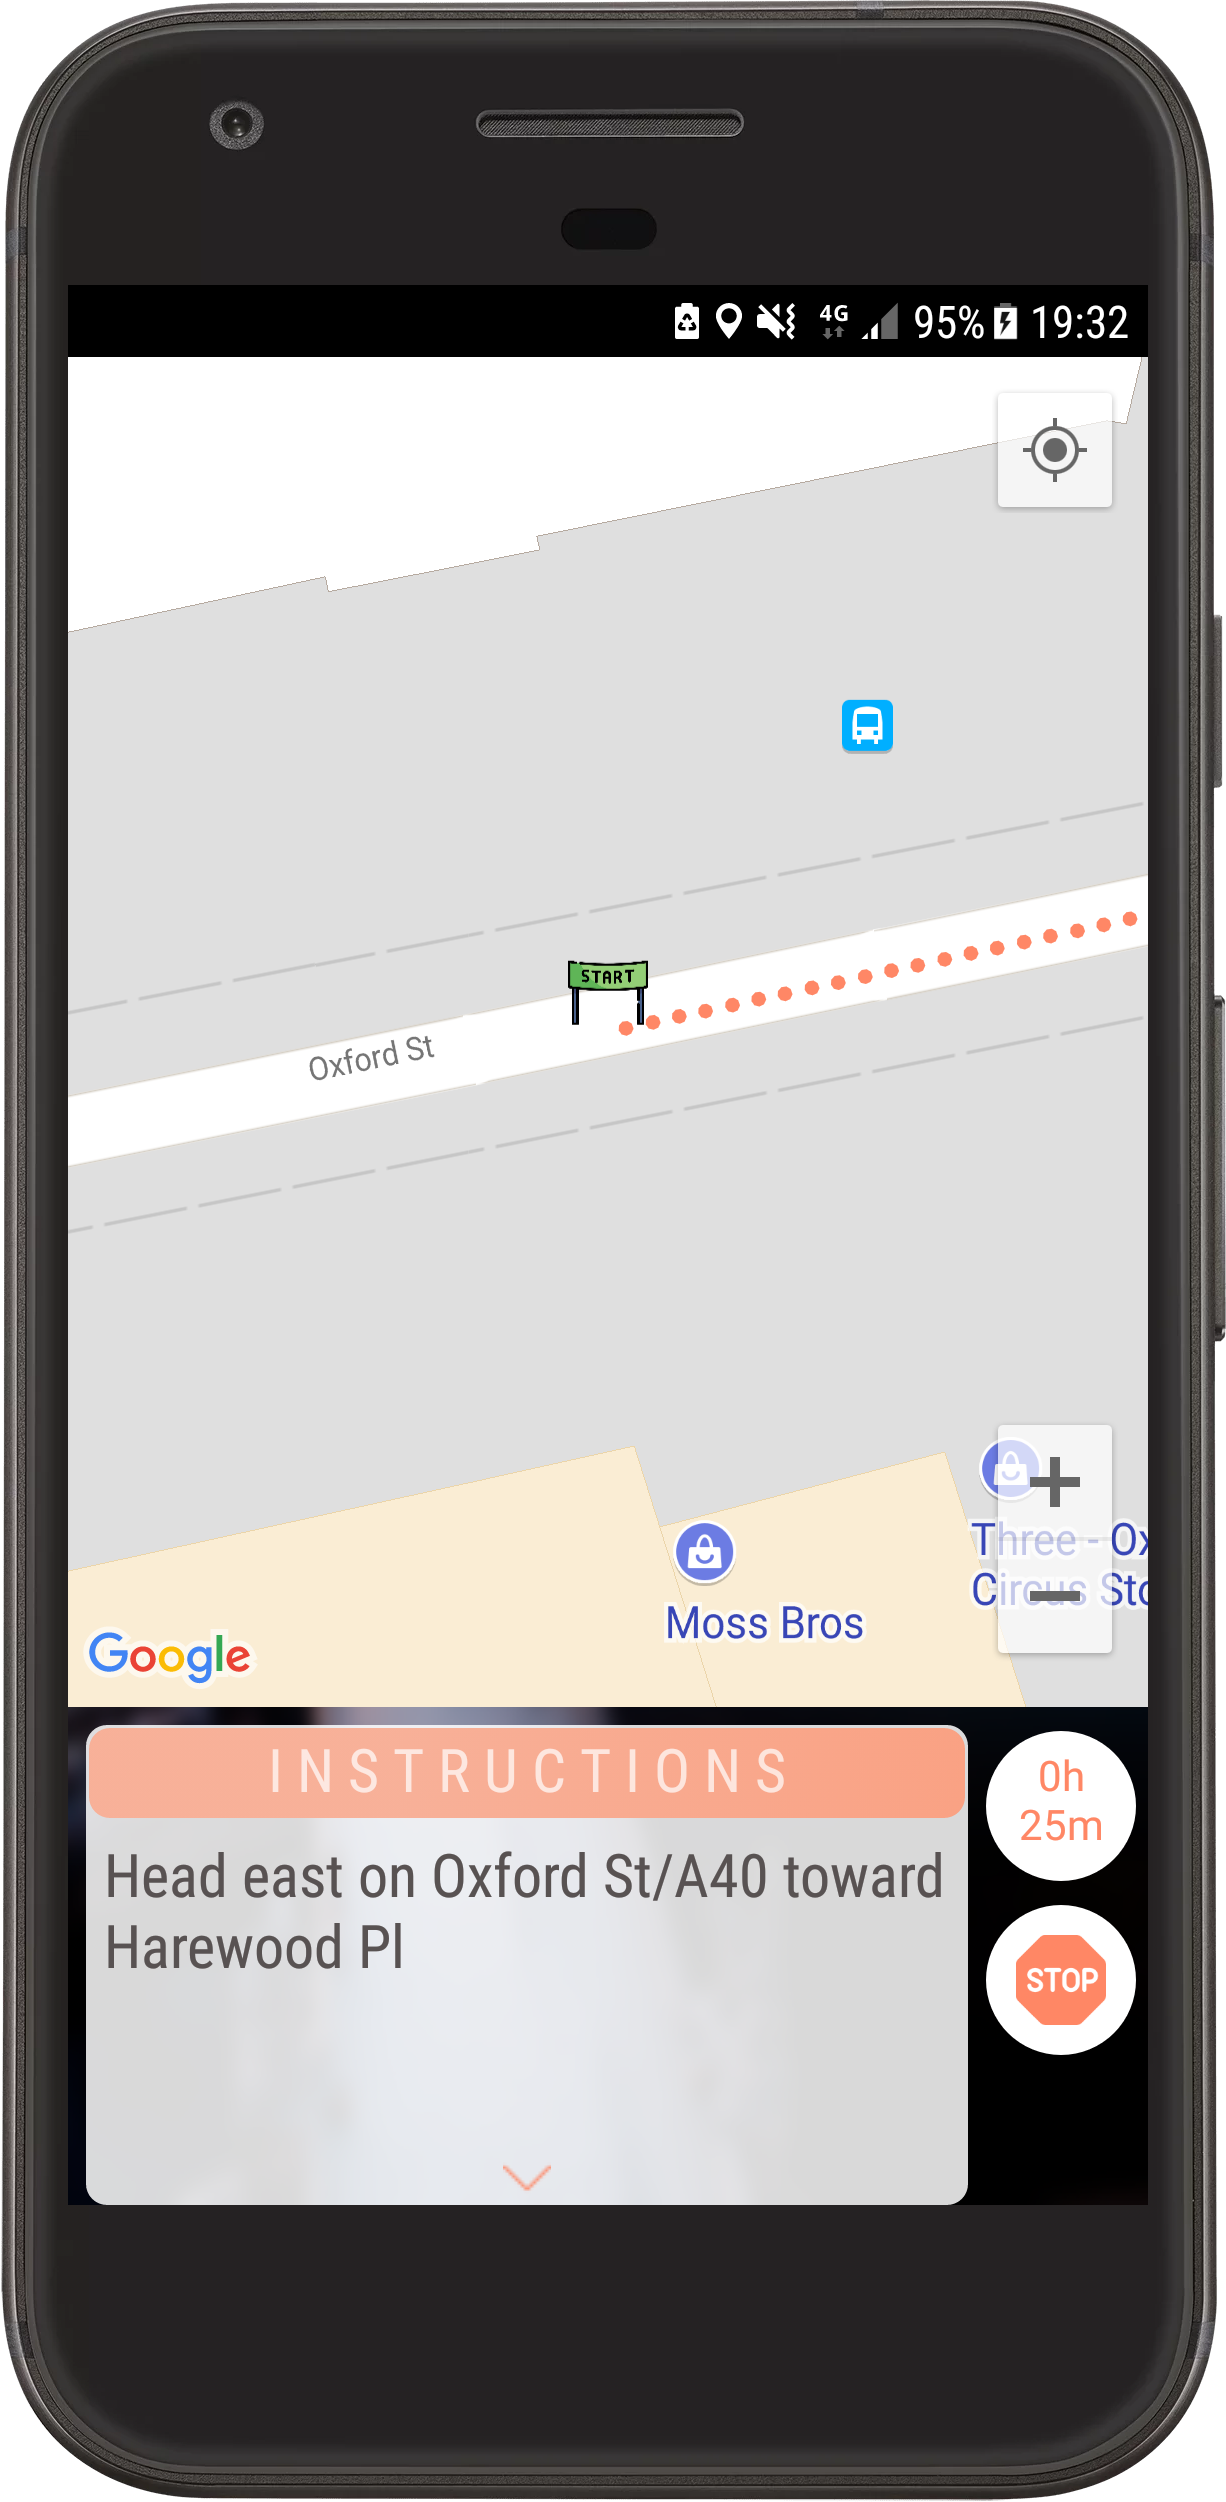 4G 95% 19:32
START
Oxford St
Three - Ox
Circus Sto
Moss Bros
Google
INSTRUCTIONS
Head east on Oxford St/A40 toward
Harewood Pl
0h
25m
STOP